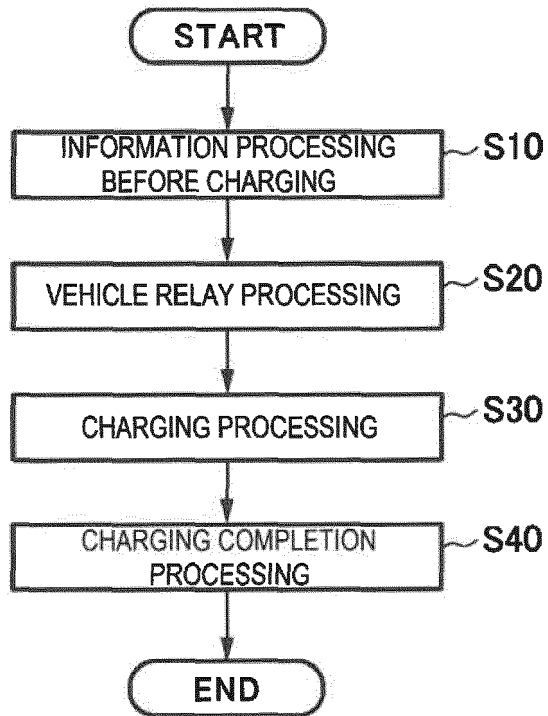 START
INFORMATION PROCESSING
BEFORE CHARGING
S10
VEHICLE RELAY PROCESSING
S20
CHARGING PROCESSING
S30
CHARGING COMPLETION
PROCESSING
S40
END